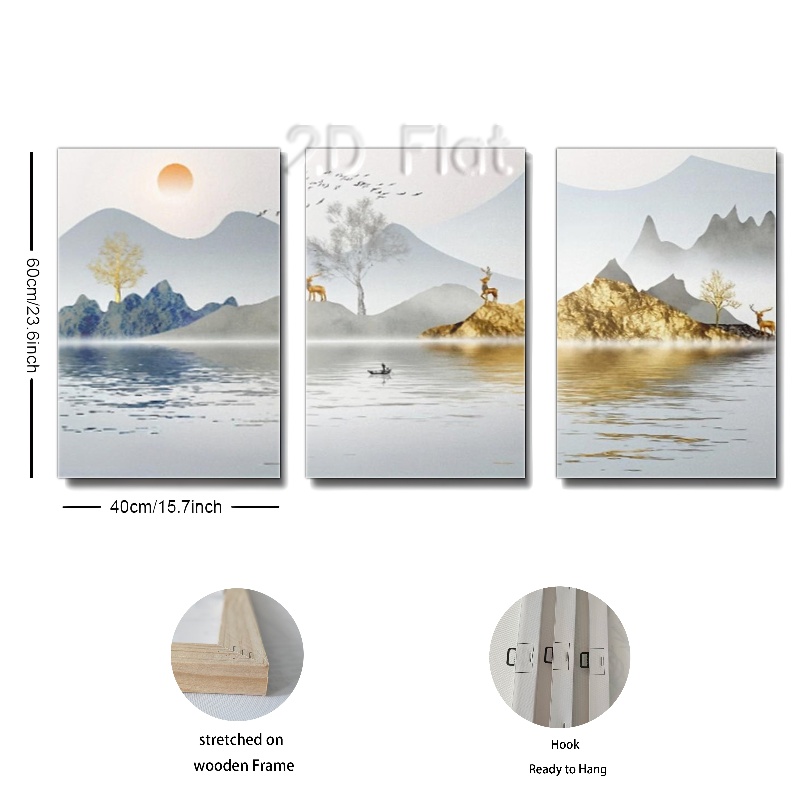 2D Flat
60cm/23.6inch
40cm/15.7inch
stretched on
wooden Frame
Hook
Ready to Hang